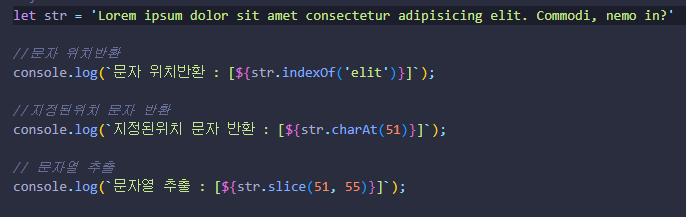 let str = 'Lorem ipsum dolor sit amet consectetur adipisicing elit. Commodi, nemo in?'
//문자 위치반환
console.log(`문자 위치반환 : [${str.indexOf('elit')}]`);
//지정된위치 문자 반환
console.log(`지정된위치 문자 반환 : [${str.charAt(51)}]`);
// 문자열 추출
console.log(`문자열 추출 : [${str.slice(51, 55)}]`);